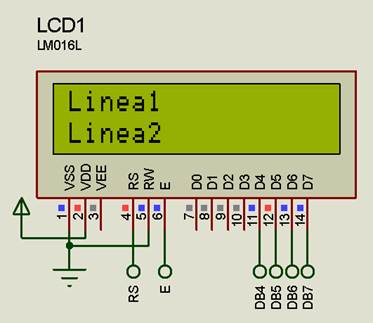 LCD1
LM016L
Linea1
Linea2
VSS
VDD
VEE
RS
RW
E
D0
D1
D2
D3
D4
D5
D6
D7
1
2
3
4
5
6
7
8
9
10
11
12
13
14
RS
E
DB4
DB5
DB6
DB7